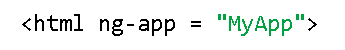 <html ng-app = "MyApp">